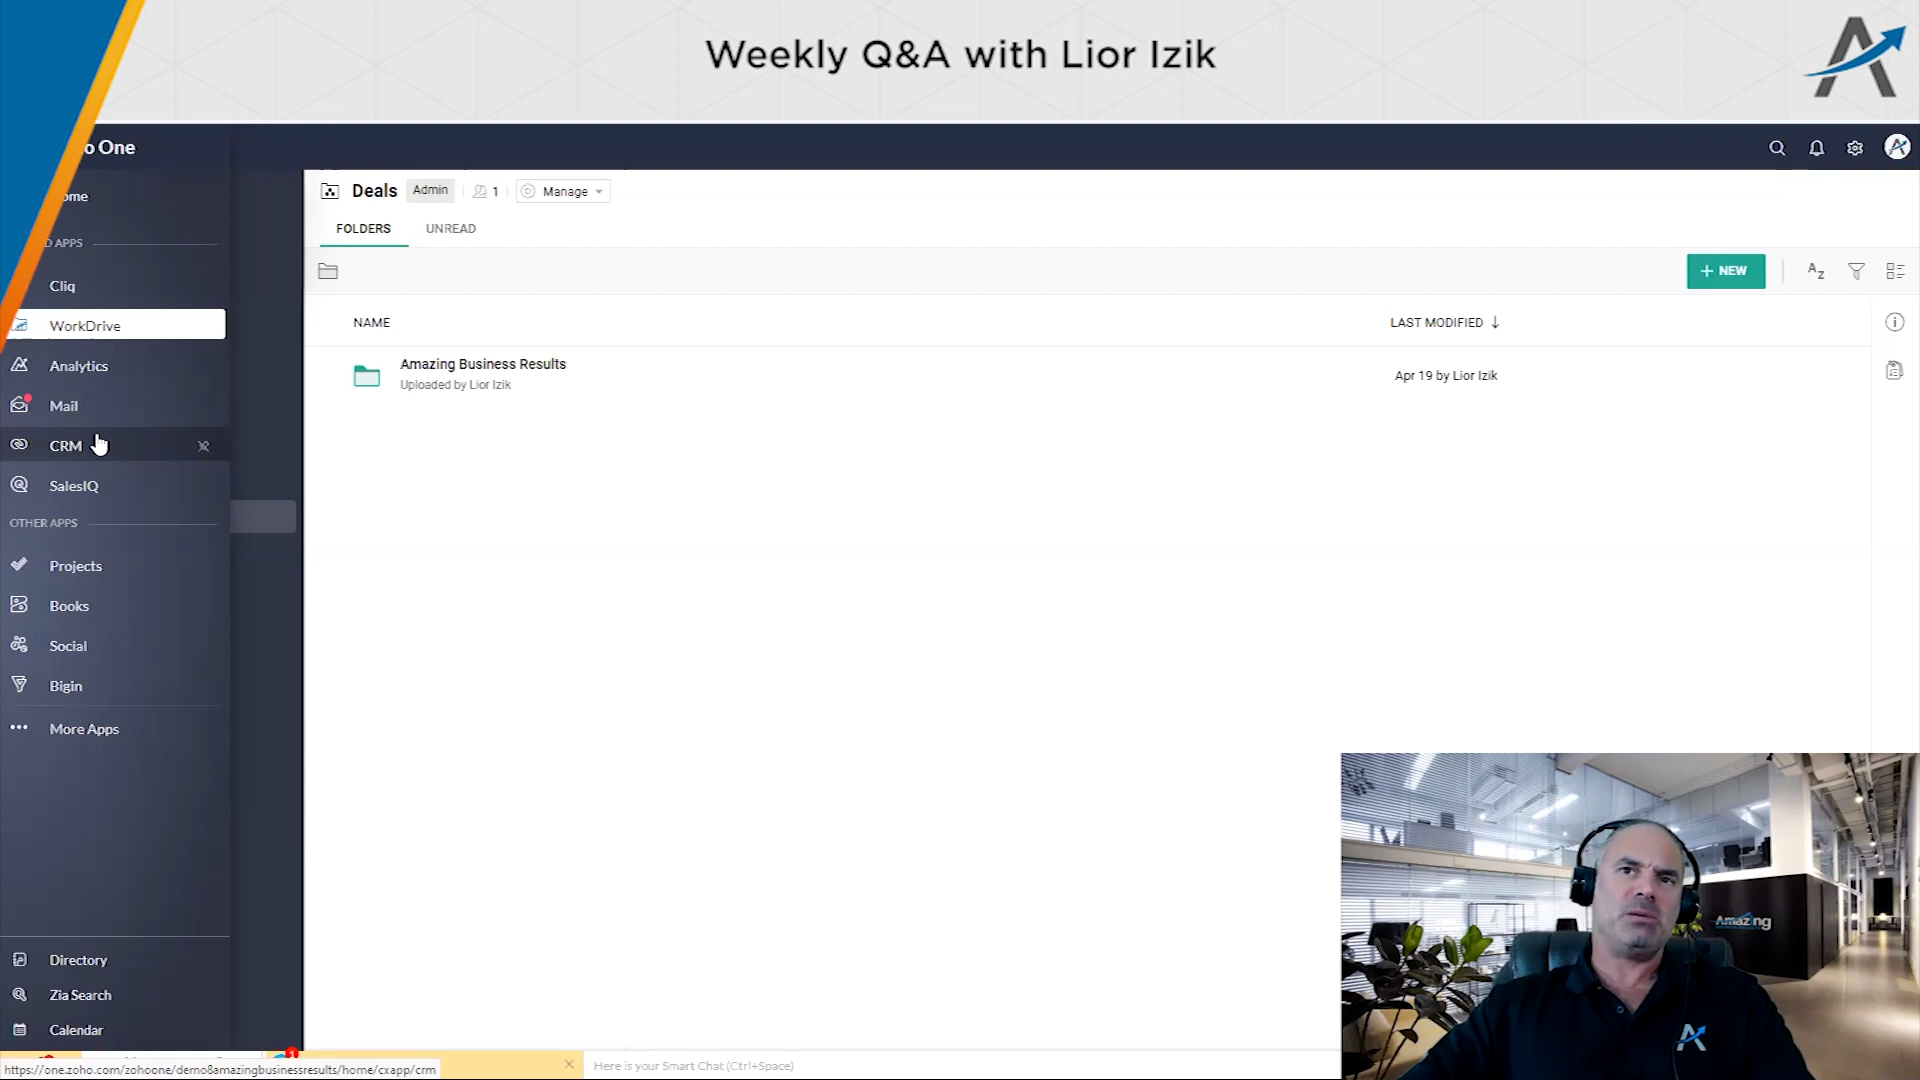 Weekly Q&A with Lior Izik
o One
ome
D APPS
Cliq
WorkDrive
Analytics
Mail
CRM
SalesIQ
OTHER APPS
Projects
Books
Social
Bigin
More Apps
Directory
Zia Search
Calendar
Deals Admin 1 Manage
FOLDERS UNREAD
+ NEW
NAME LAST MODIFIED ↓
Amazing Business Results
Uploaded by Lior Izik
Apr 19 by Lior Izik
Amazing
https://one.zoho.com/zohoone/demo8amazingbusinessresults/home/cxapp/crm
Here is your Smart Chat (Ctrl+Space)